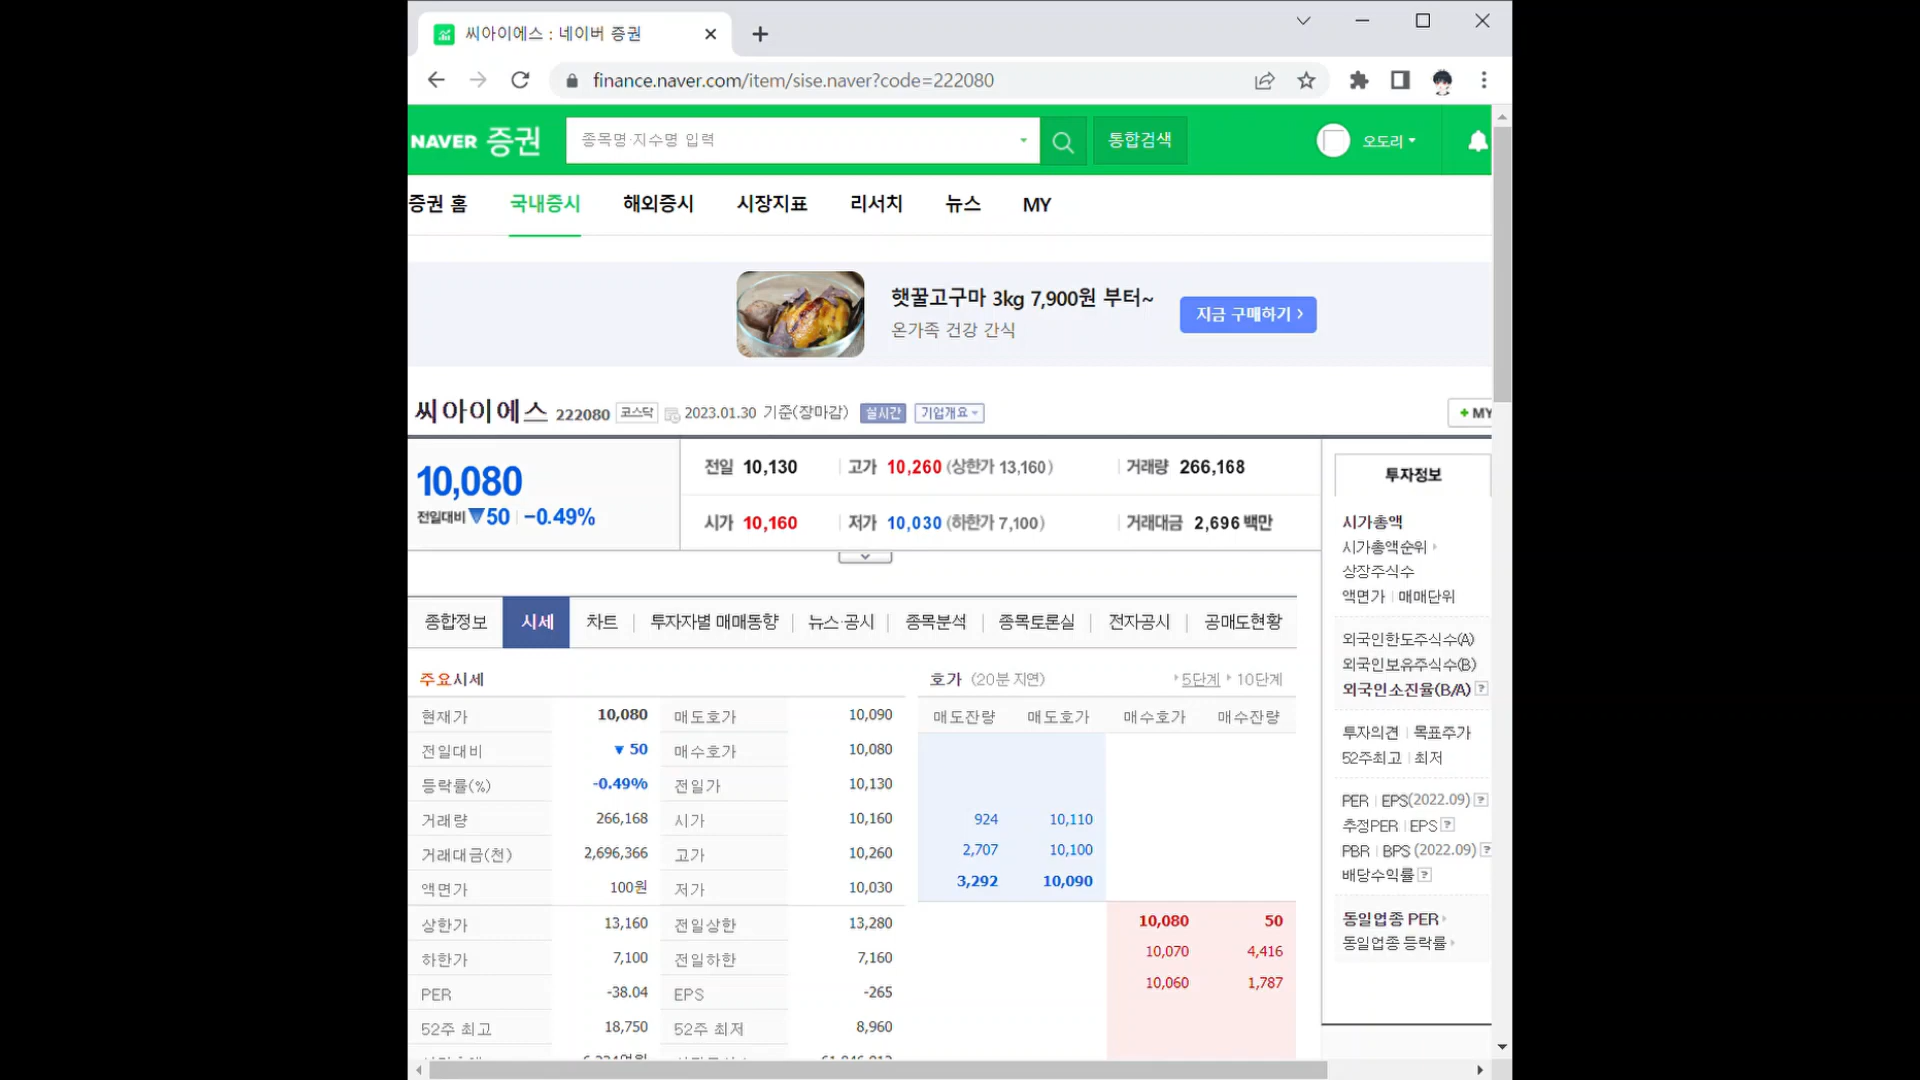 씨아이에스 : 네이버 증권
finance.naver.com/item/sise.naver?code=222080
NAVER 증권
종목명·지수명 입력
통합검색
오도리
증권 홈 국내증시 해외증시 시장지표 리서치 뉴스 MY
햇꿀고구마 3kg 7,900원 부터~
온가족 건강 간식
지금 구매하기 ›
씨아이에스 222080 코스닥 2023.01.30 기준(장마감) 실시간 기업개요
+ MY
10,080
전일대비 ▼50 -0.49%
전일 10,130 고가 10,260 (상한가 13,160) 거래량 266,168
시가 10,160 저가 10,030 (하한가 7,100) 거래대금 2,696 백만
종합정보 시세 차트 투자자별 매매동향 뉴스·공시 종목분석 종목토론실 전자공시 공매도현황
주요시세
현재가 10,080 매도호가 10,090
전일대비 ▼ 50 매수호가 10,080
등락률(%) -0.49% 전일가 10,130
거래량 266,168 시가 10,160
거래대금(천) 2,696,366 고가 10,260
액면가 100원 저가 10,030
상한가 13,160 전일상한 13,280
하한가 7,100 전일하한 7,160
PER -38.04 EPS -265
52주 최고 18,750 52주 최저 8,960
호가 (20분 지연) 5단계 10단계
매도잔량 매도호가 매수호가 매수잔량
924 10,110
2,707 10,100
3,292 10,090
10,080 50
10,070 4,416
10,060 1,787
투자정보
시가총액
시가총액순위
상장주식수
액면가 | 매매단위
외국인한도주식수(A)
외국인보유주식수(B)
외국인소진율(B/A) ?
투자의견 | 목표주가
52주최고 | 최저
PER | EPS(2022.09) ?
추정PER | EPS ?
PBR | BPS (2022.09) ?
배당수익률 ?
동일업종 PER
동일업종 등락률